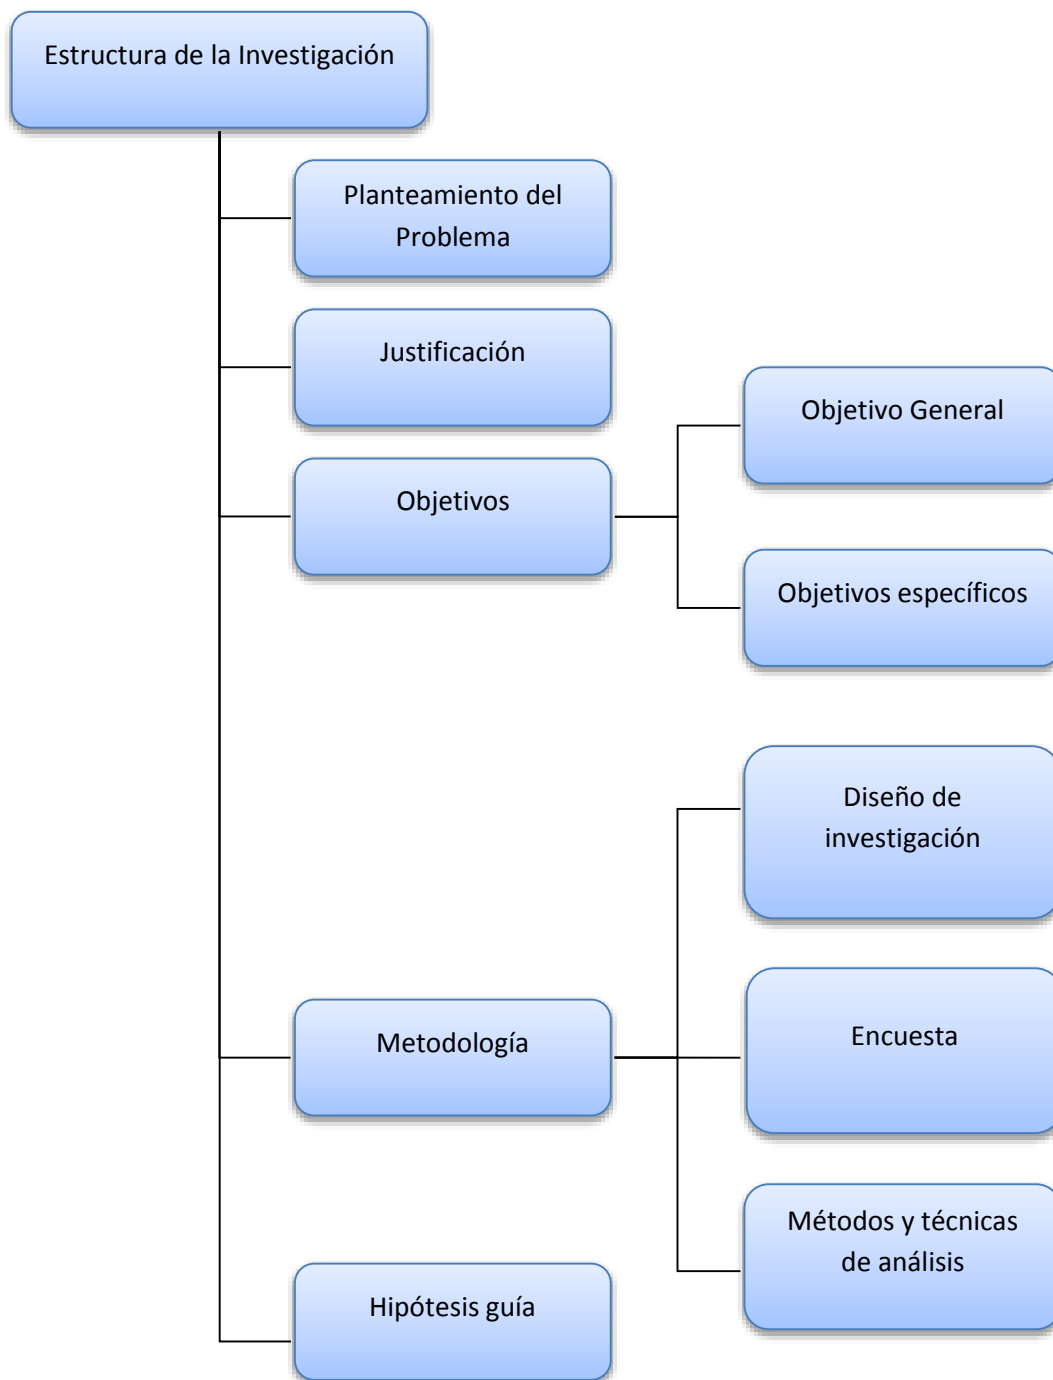 Estructura de la Investigación
Planteamiento del
Problema
Justificación
Objetivos
Objetivo General
Objetivos específicos
Metodología
Diseño de
investigación
Encuesta
Métodos y técnicas
de análisis
Hipótesis guía